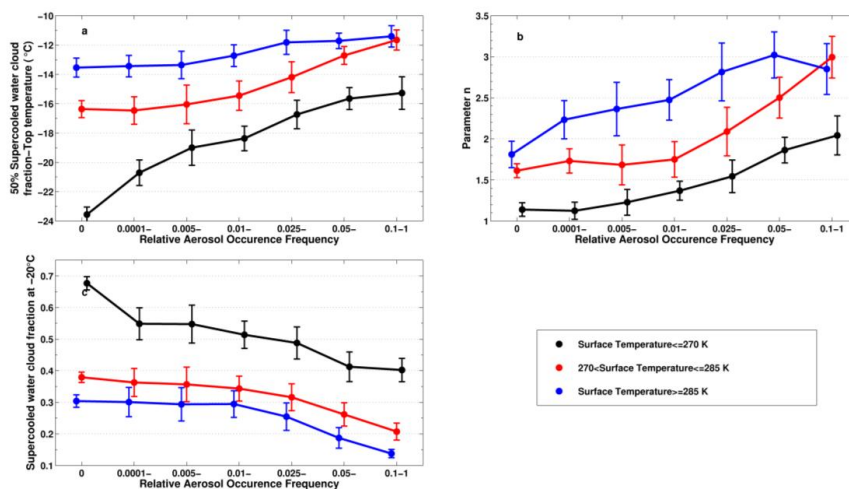 a
50% Supercooled water cloud
fraction-Top temperature ( °C)
-10
-12
-14
-16
-18
-20
-22
-24
0 0.0001- 0.005- 0.01- 0.025- 0.05- 0.1-1
Relative Aerosol Occurence Frequency
b
Parameter n
3.5
3
2.5
2
1.5
1
0 0.0001- 0.005- 0.01- 0.025- 0.05- 0.1-1
Relative Aerosol Occurence Frequency
c
Supercooled water cloud fraction at -20°C
0.7
0.6
0.5
0.4
0.3
0.2
0.1
0 0.0001- 0.005- 0.01- 0.025- 0.05- 0.1-1
Relative Aerosol Occurence Frequency
Surface Temperature<=270 K
270<Surface Temperature<=285 K
Surface Temperature>=285 K